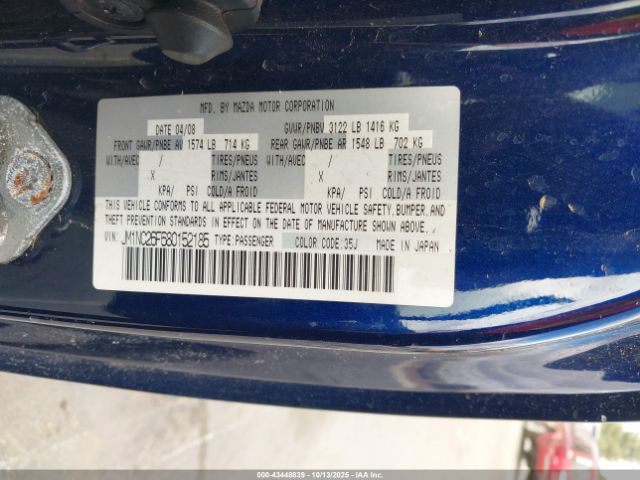 MFD. BY MAZDA MOTOR CORPORATION
DATE 04/08 GVWR/PNBV 3122 LB 1416 KG
FRONT GAWR/PNBE AV 1574 LB 714 KG REAR GAWR/PNBE AR 1548 LB 702 KG
WITH/AVEC / TIRES/PNEUS WITH/AVEC / TIRES/PNEUS
X RIMS/JANTES X RIMS/JANTES
KPA/ PSI COLD/A FROID KPA/ PSI COLD/A FROID
THIS VEHICLE CONFORMS TO ALL APPLICABLE FEDERAL MOTOR VEHICLE SAFETY, BUMPER, AND
THEFT PREVENTION STANDARDS IN EFFECT ON THE DATE OF MANUFACTURE SHOWN ABOVE.
VIN: JM1NC2BF680152185 TYPE PASSENGER COLOR CODE:35J MADE IN JAPAN
000-43448839 - 10/13/2025 - iaai.com